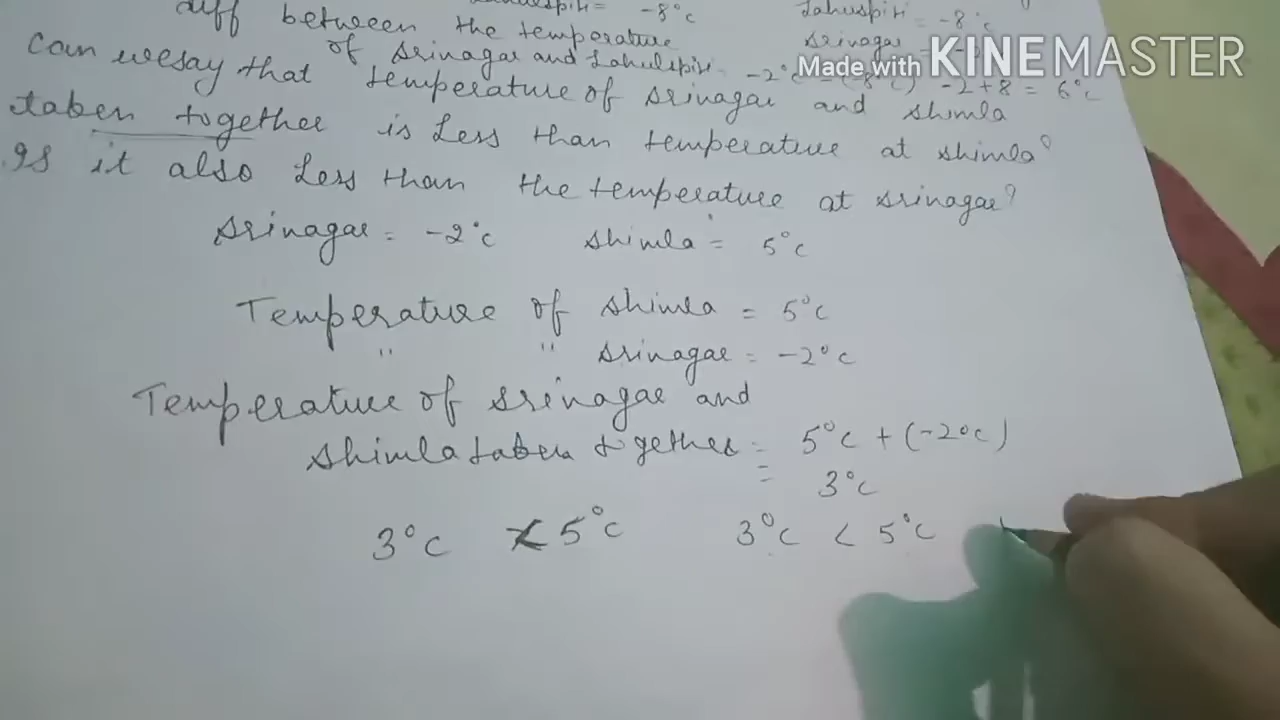 = -8°c
= -8°c
diff between the temperature
srinagar
of srinagar and Lahulspiti
-2°c -2+8 = 6°c
Made with KINEMASTER
Can wesay that temperature of srinagar and shimla
taken together is Less than temperature at shimla?
Is it also Less than the temperature at srinagar?
srinagar = -2°c shimla = 5°c
Temperature of shimla = 5°c
" " srinagar = -2°c
Temperature of srinagar and
shimla taken together = 5°c + (-2°c)
= 3°c
3°c < 5°c 3°c < 5°c